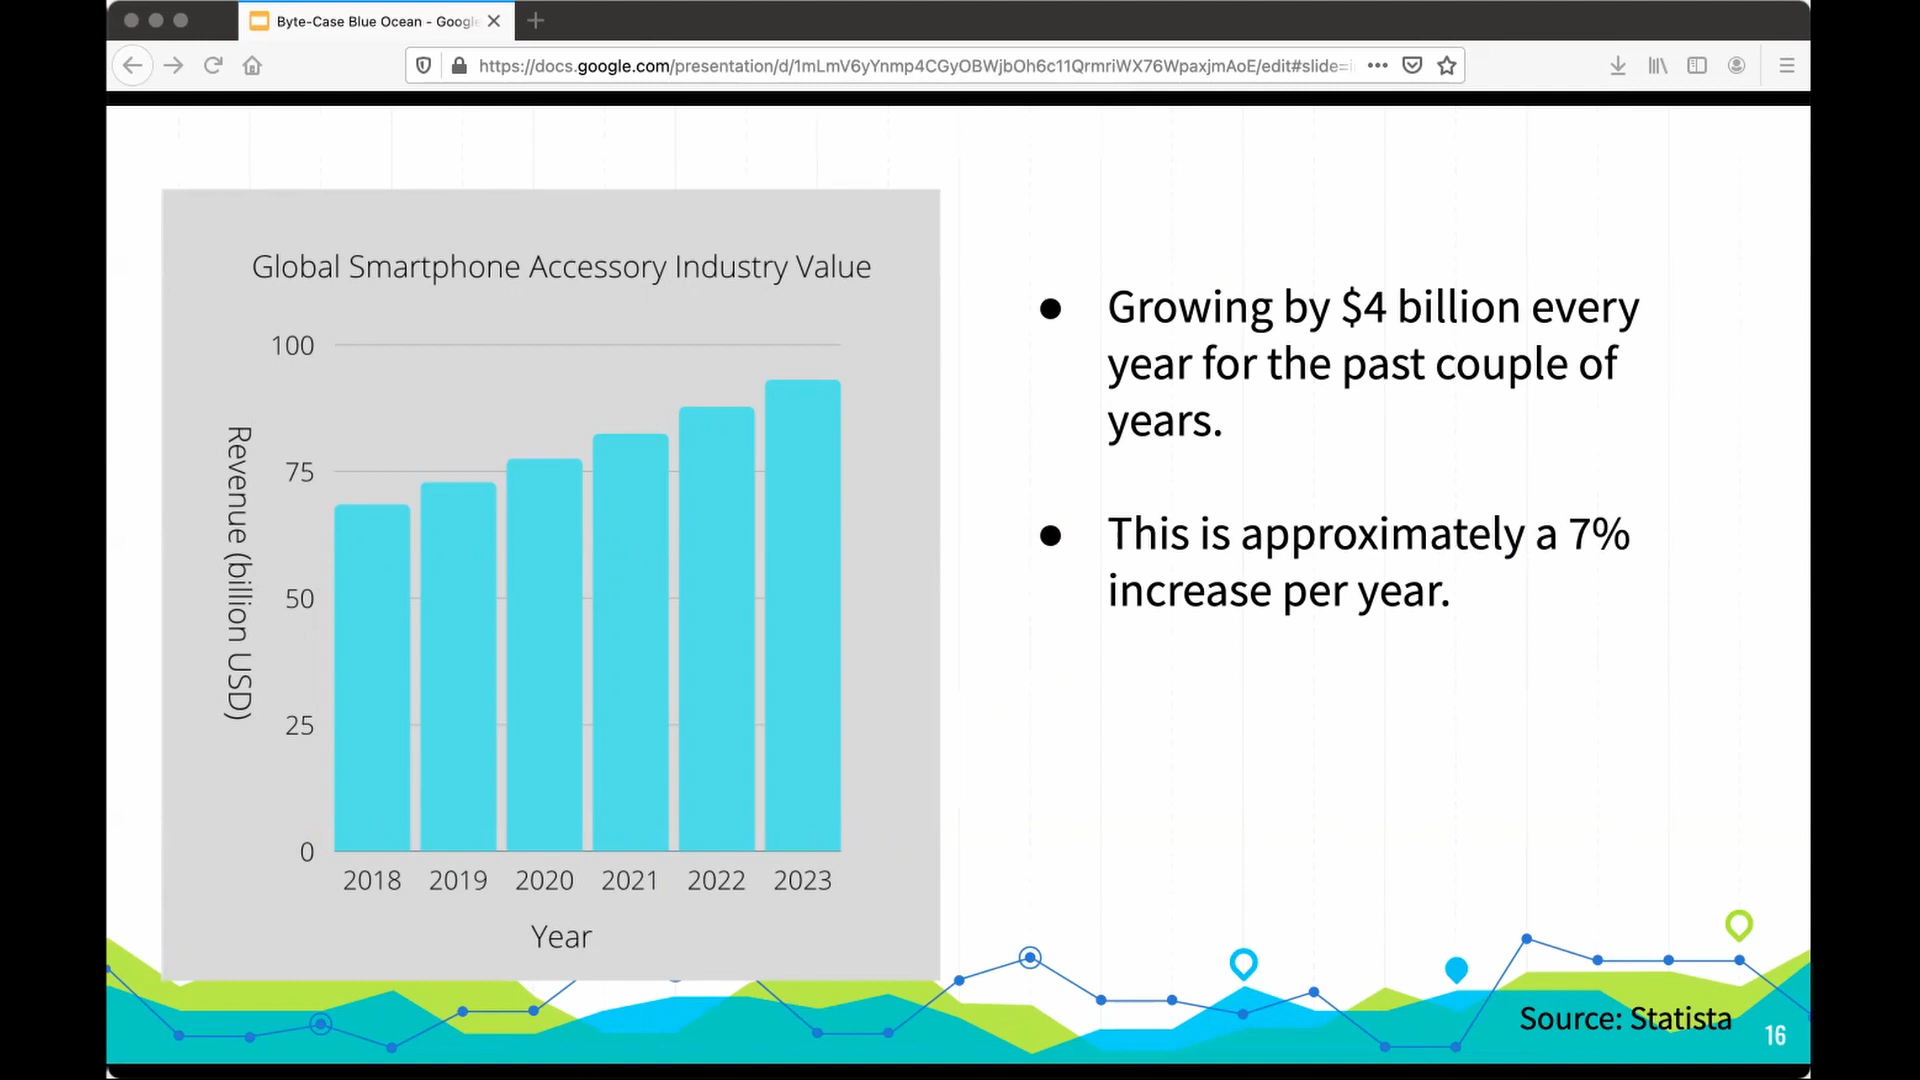 Byte-Case Blue Ocean - Google
https://docs.google.com/presentation/d/1mLmV6yYnmp4CGyOBWjbOh6c11QrmriWX76WpaxjmAoE/edit#slide=i
Global Smartphone Accessory Industry Value
100
75
50
25
0
Revenue (billion USD)
2018 2019 2020 2021 2022 2023
Year
● Growing by $4 billion every
year for the past couple of
years.
● This is approximately a 7%
increase per year.
Source: Statista
16